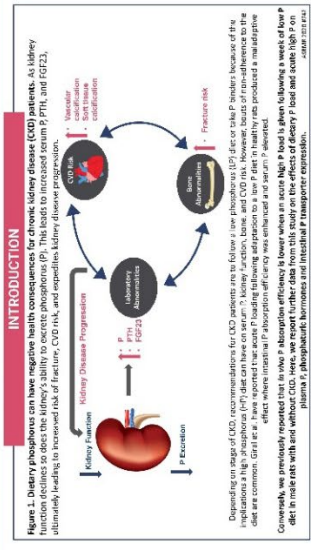 INTRODUCTION
Figure 1. Dietary phosphorus can have negative health consequences for chronic kidney disease (CKD) patients. As kidney
function declines so does the kidney's ability to excrete phosphorus (P). This leads to increased serum P, PTH, and FGF23,
ultimately leading to increased risk of fracture, CVD risk, and expedites kidney disease progression.
Kidney Disease Progression
Kidney Function
P Excretion
P
PTH
FGF23
Laboratory
Abnormalities
CVD Risk
Vascular
calcification
Soft tissue
calcification
Bone
Abnormalities
Fracture risk
Depending on stage of CKD, recommendations for CKD patients are to follow a low phosphorus (LP) diet or take P binders because of the
implications a high phosphorus (HP) diet can have on serum P, kidney function, bone, and CVD risk. However, bouts of non-adherence to the
diet are common. Giral et al. have reported that acute P loading following adaptation to a low P diet in healthy rats produced a maladaptive
effect where intestinal P absorption efficiency was enhanced and serum P elevated.
Conversely, we previously reported that in vivo P absorption efficiency is lower when an acute high P load is given following a week of low P
diet in male rats with and without CKD. Here, we report further data from this study on the effects of dietary P load and acute high P on
plasma P, phosphaturic hormones and intestinal P transporter expression.